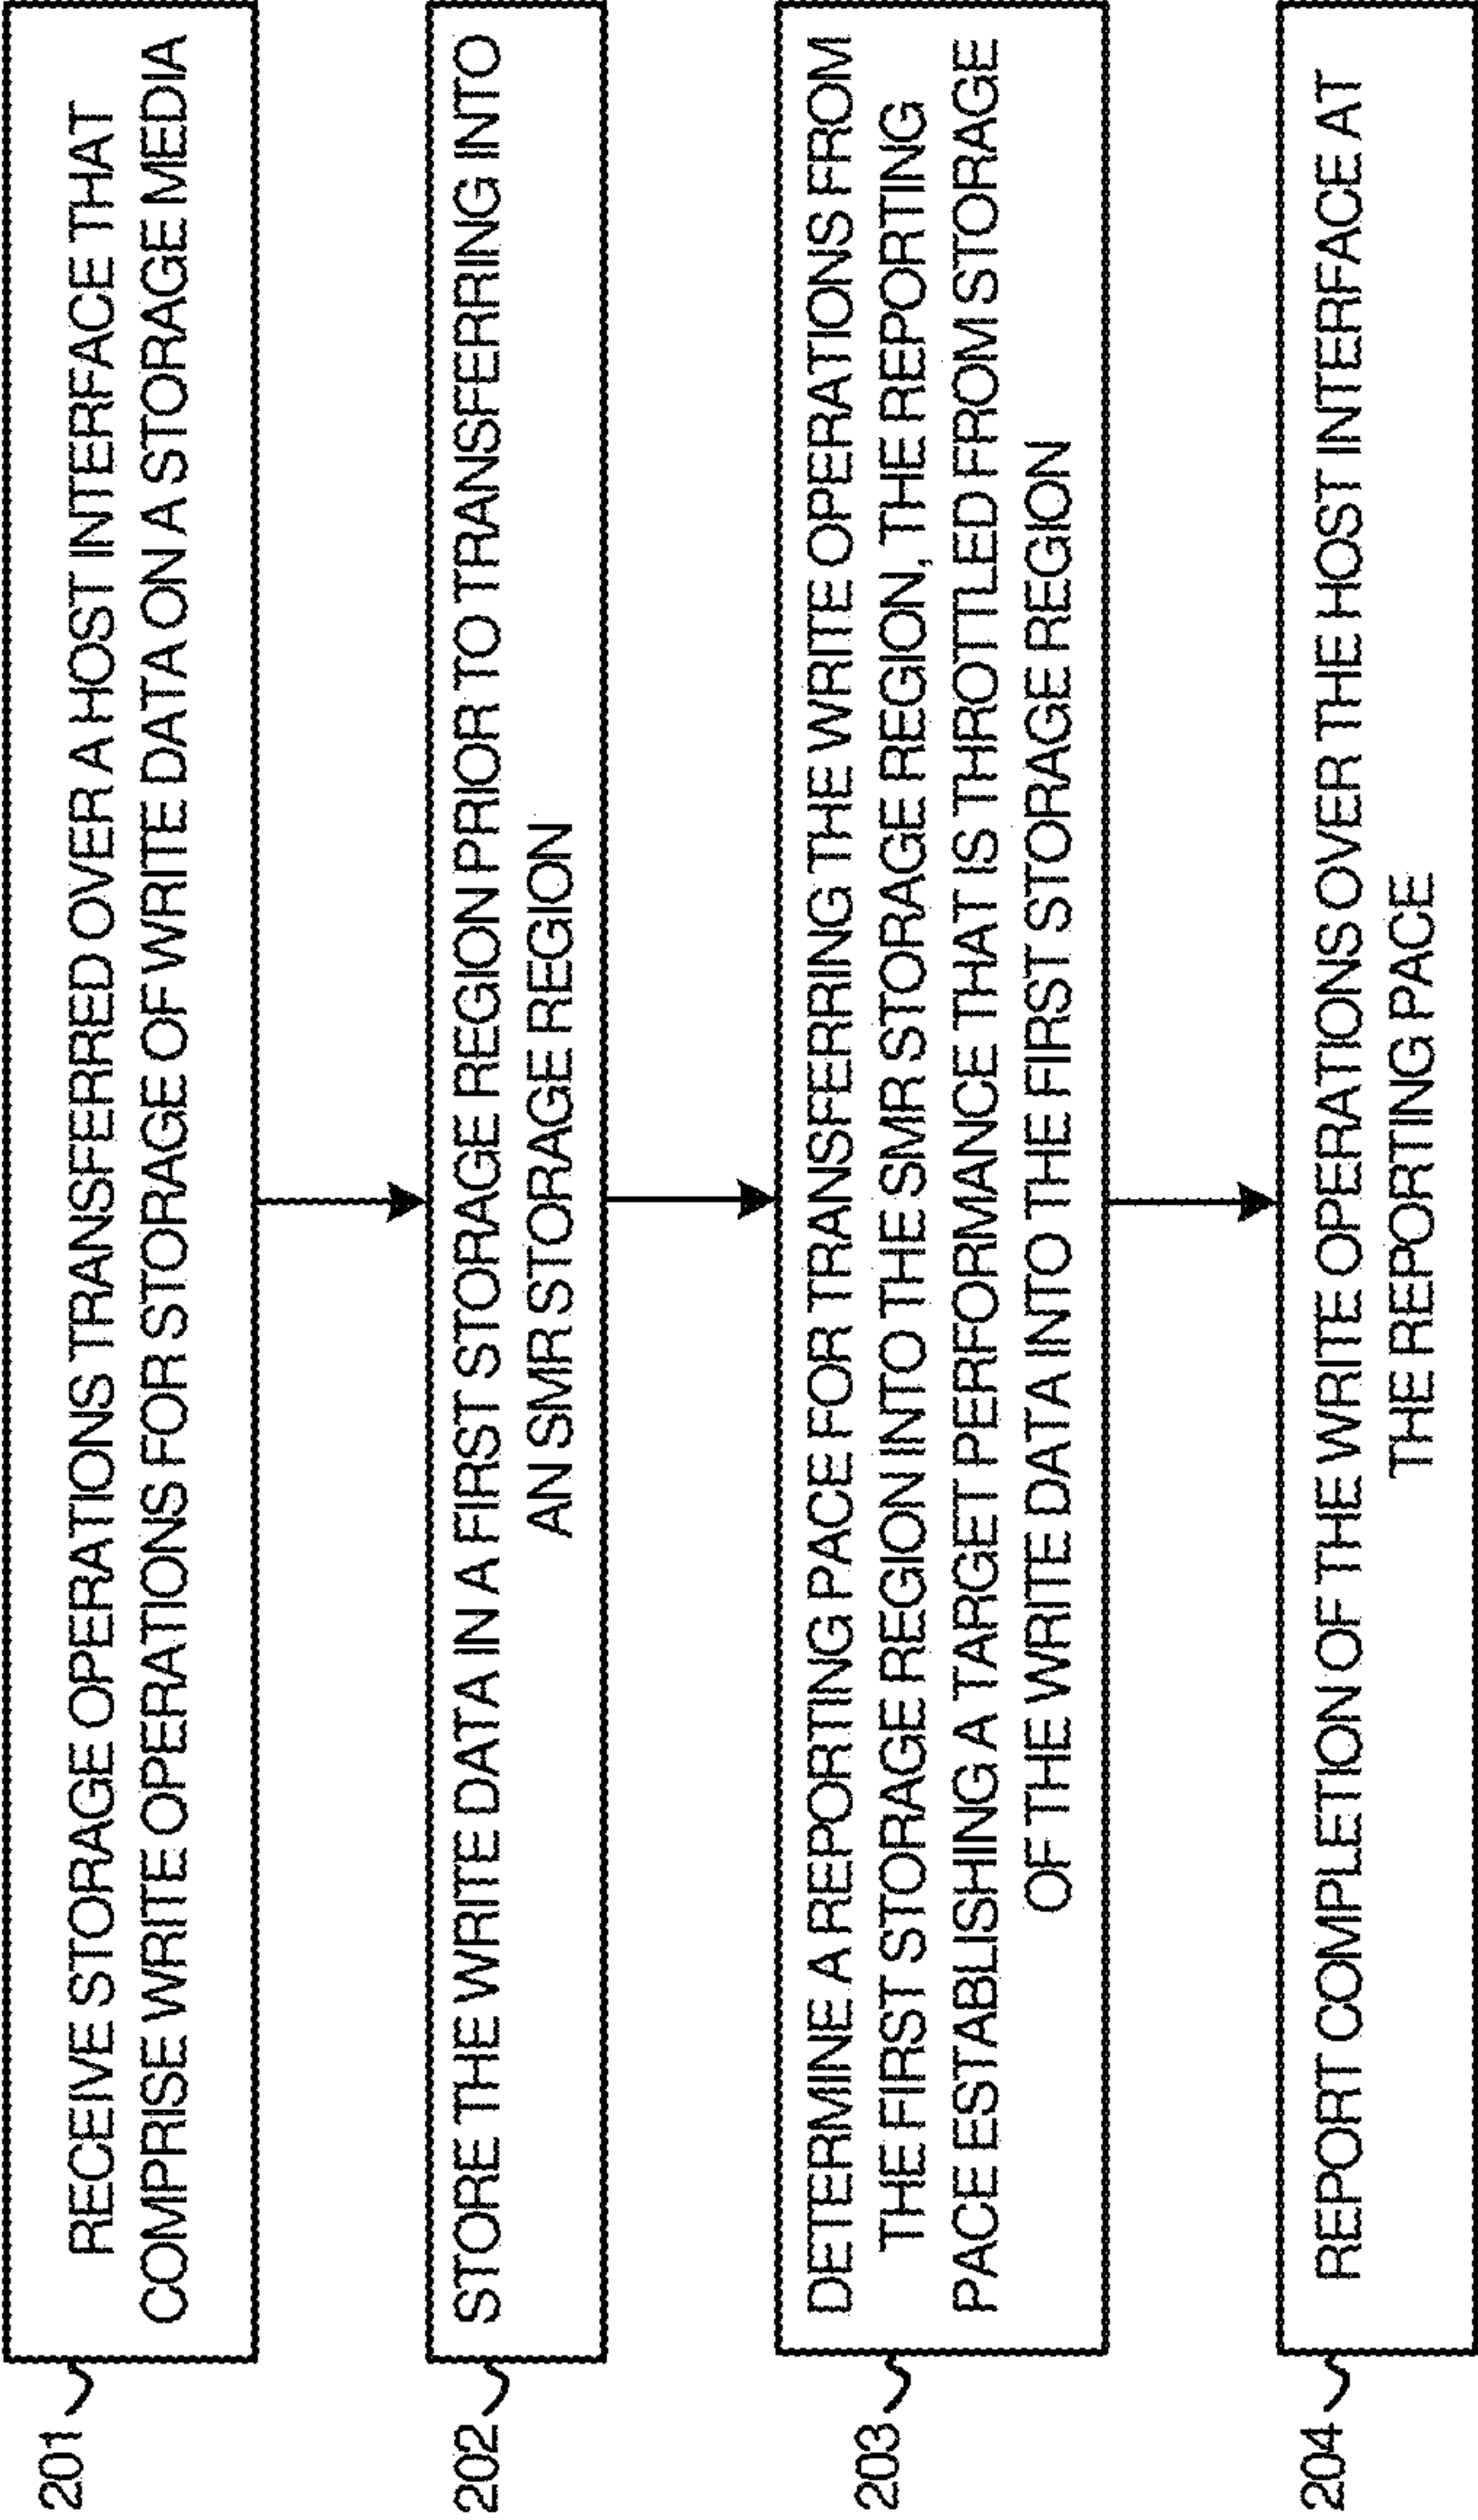 201
RECEIVE STORAGE OPERATIONS TRANSFERRED OVER A HOST INTERFACE THAT
COMPRISE WRITE OPERATIONS FOR STORAGE OF WRITE DATA ON A STORAGE MEDIA
202
STORE THE WRITE DATA IN A FIRST STORAGE REGION PRIOR TO TRANSFERRING INTO
AN SMR STORAGE REGION
203
DETERMINE A REPORTING PACE FOR TRANSFERRING THE WRITE OPERATIONS FROM
THE FIRST STORAGE REGION INTO THE SMR STORAGE REGION, THE REPORTING
PACE ESTABLISHING A TARGET PERFORMANCE THAT IS THROTTLED FROM STORAGE
OF THE WRITE DATA INTO THE FIRST STORAGE REGION
204
REPORT COMPLETION OF THE WRITE OPERATIONS OVER THE HOST INTERFACE AT
THE REPORTING PACE